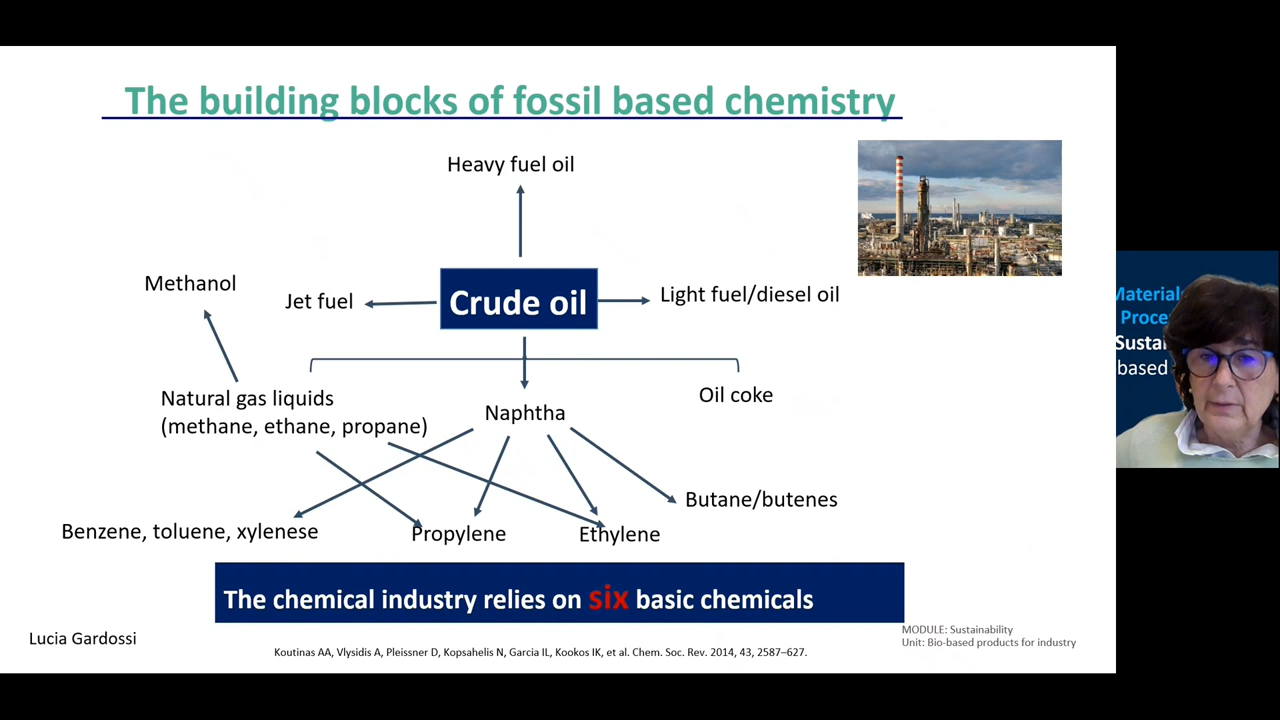 The building blocks of fossil based chemistry
Heavy fuel oil
Methanol
Jet fuel
Crude oil
Light fuel/diesel oil
Natural gas liquids
(methane, ethane, propane)
Naphtha
Oil coke
Butane/butenes
Benzene, toluene, xylenese
Propylene
Ethylene
The chemical industry relies on six basic chemicals
Lucia Gardossi
MODULE: Sustainability
Unit: Bio-based products for industry
Koutinas AA, Vlysidis A, Pleissner D, Kopsahelis N, Garcia IL, Kookos IK, et al. Chem. Soc. Rev. 2014, 43, 2587–627.
Material
Proce
Susta
based